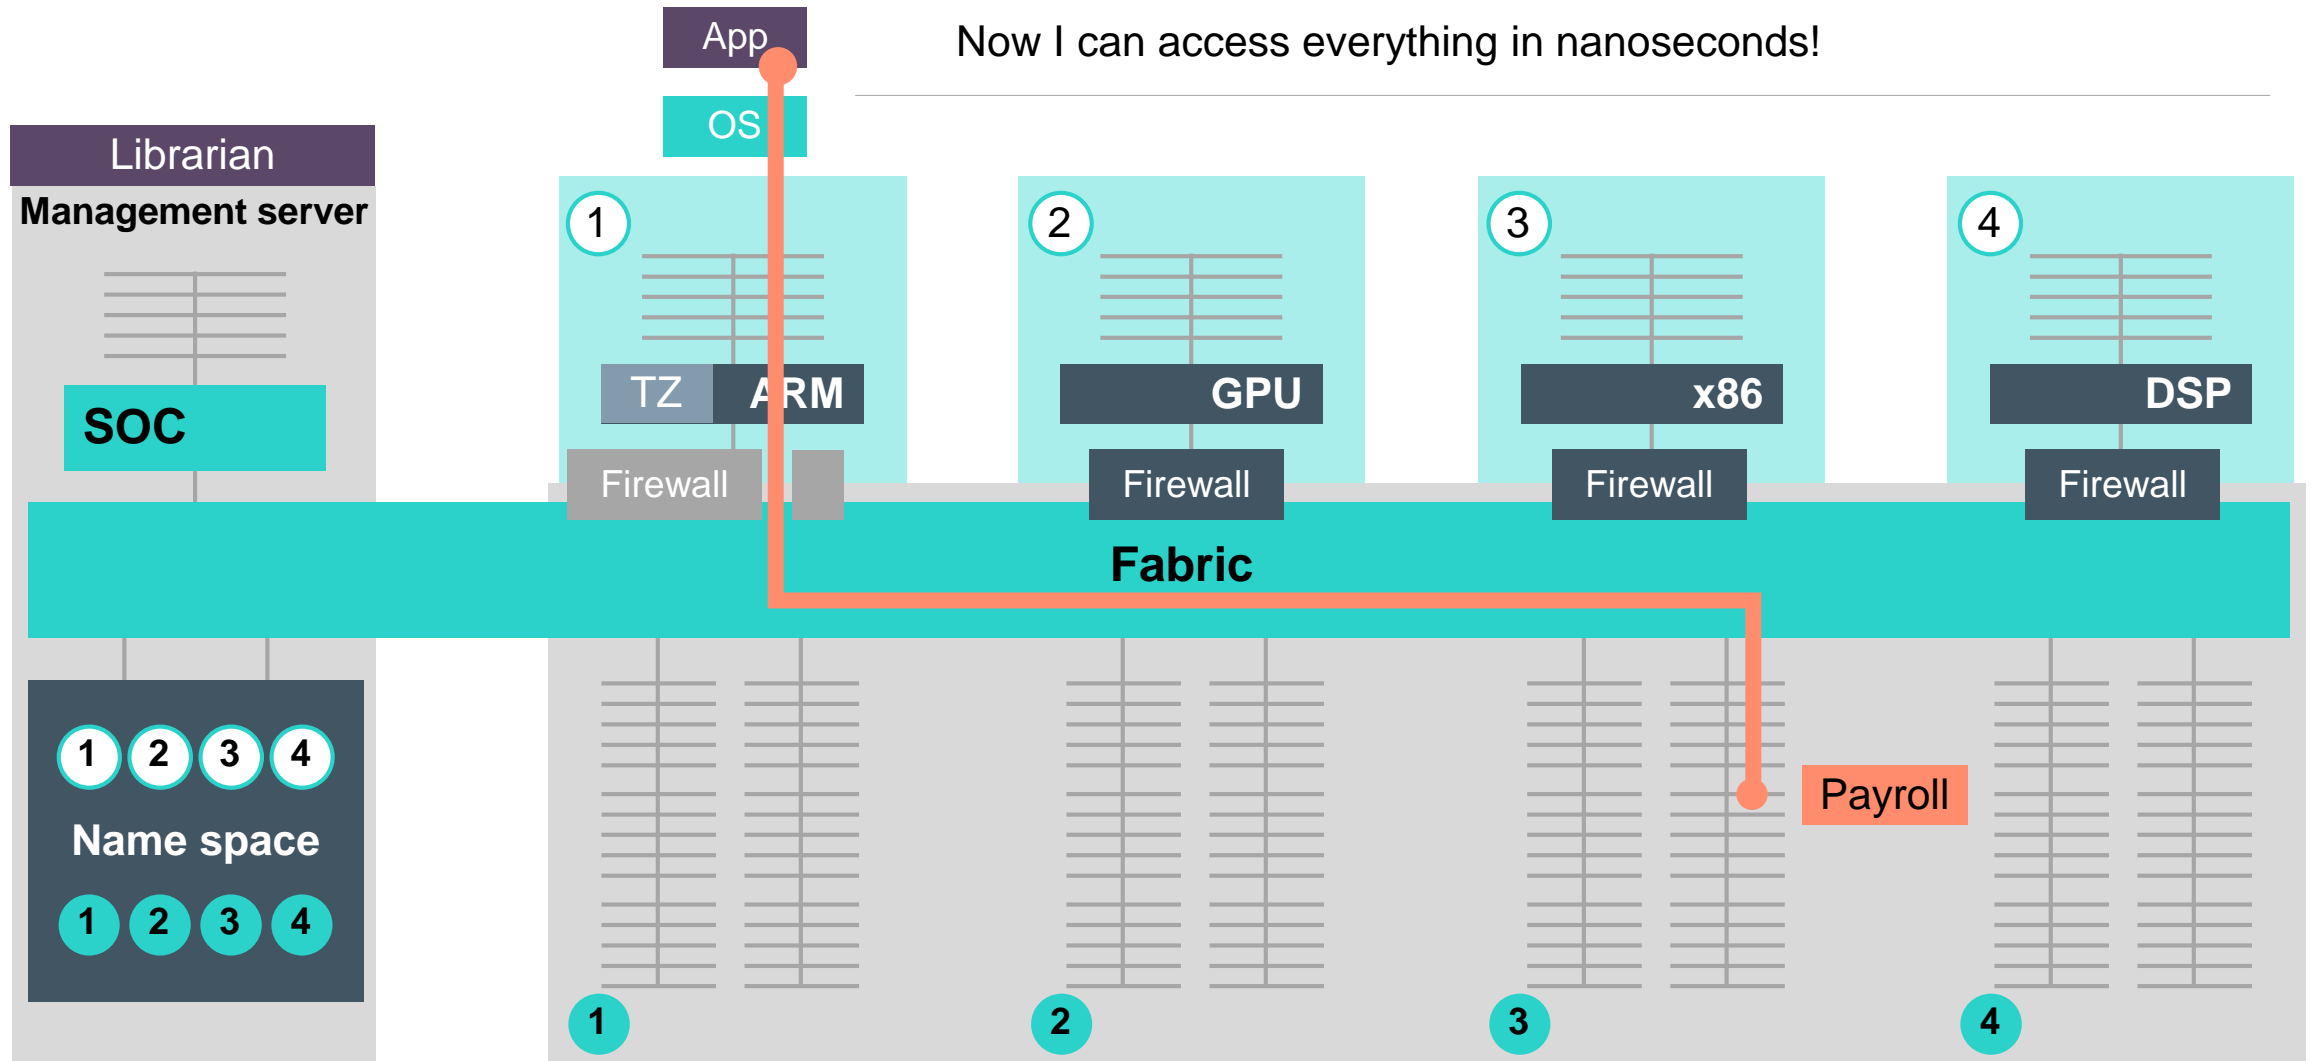 App
Now I can access everything in nanoseconds!
OS
Librarian
Management server
1
2
3
4
TZ
ARM
GPU
x86
DSP
SOC
Firewall
Firewall
Firewall
Firewall
Fabric
1 2 3 4
Name space
1 2 3 4
Payroll
1
2
3
4